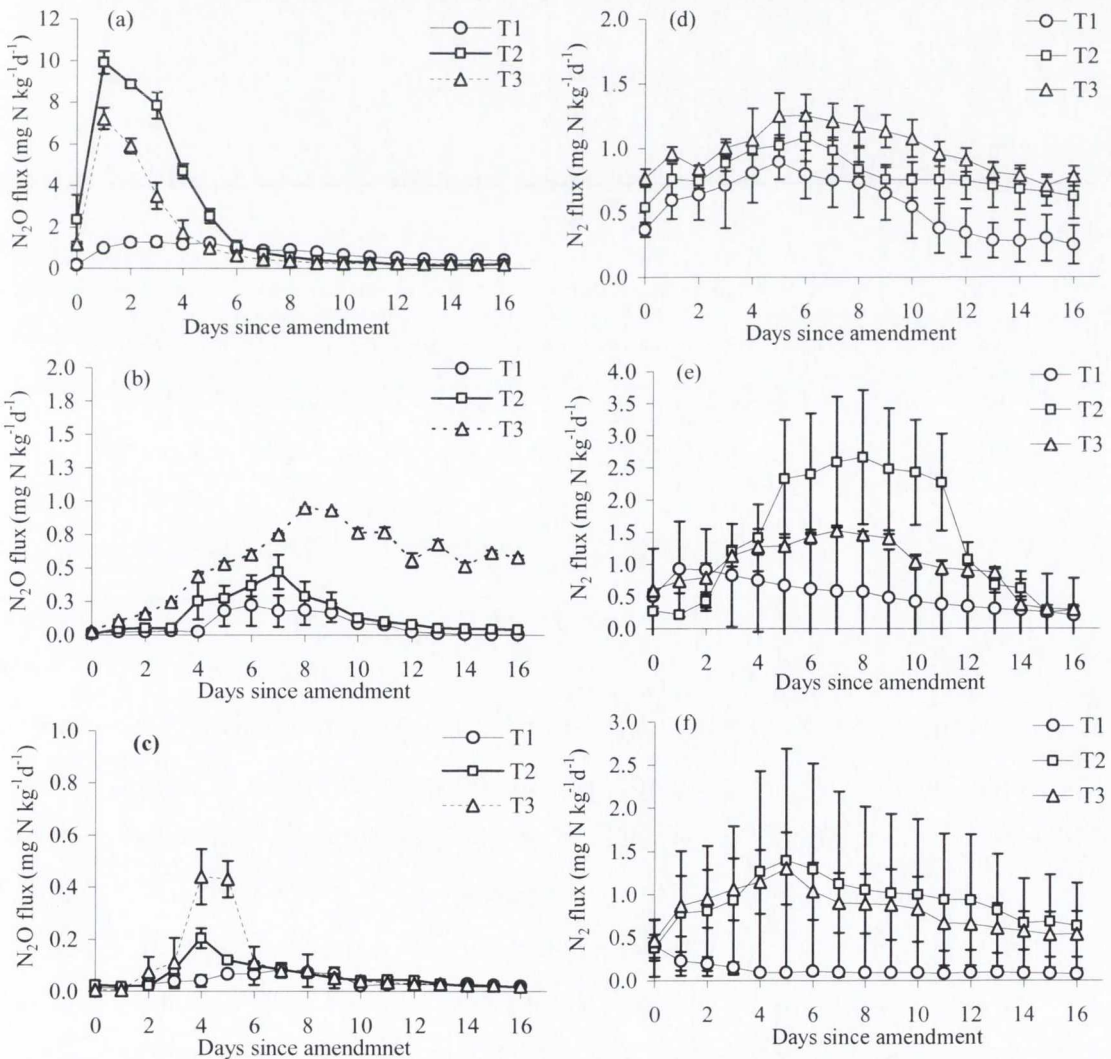 (a)
T1
T2
T3
N₂O flux (mg N kg⁻¹d⁻¹)
12
10
8
6
4
2
0
0 2 4 6 8 10 12 14 16
Days since amendment
(d)
T1
T2
T3
N₂ flux (mg N kg⁻¹d⁻¹)
2.0
1.5
1.0
0.5
0.0
0 2 4 6 8 10 12 14 16
Days since amendment
(b)
T1
T2
T3
N₂O flux (mg N kg⁻¹d⁻¹)
2.0
1.8
1.5
1.3
1.0
0.8
0.5
0.3
0.0
0 2 4 6 8 10 12 14 16
Days since amendment
(e)
T1
T2
T3
N₂ flux (mg N kg⁻¹d⁻¹)
4.0
3.5
3.0
2.5
2.0
1.5
1.0
0.5
0.0
0 2 4 6 8 10 12 14 16
Days since amendment
(c)
T1
T2
T3
N₂O flux (mg N kg⁻¹d⁻¹)
1.0
0.8
0.6
0.4
0.2
0.0
0 2 4 6 8 10 12 14 16
Days since amendmnet
(f)
T1
T2
T3
N₂ flux (mg N kg⁻¹d⁻¹)
3.0
2.5
2.0
1.5
1.0
0.5
0.0
0 2 4 6 8 10 12 14 16
Days since amendment